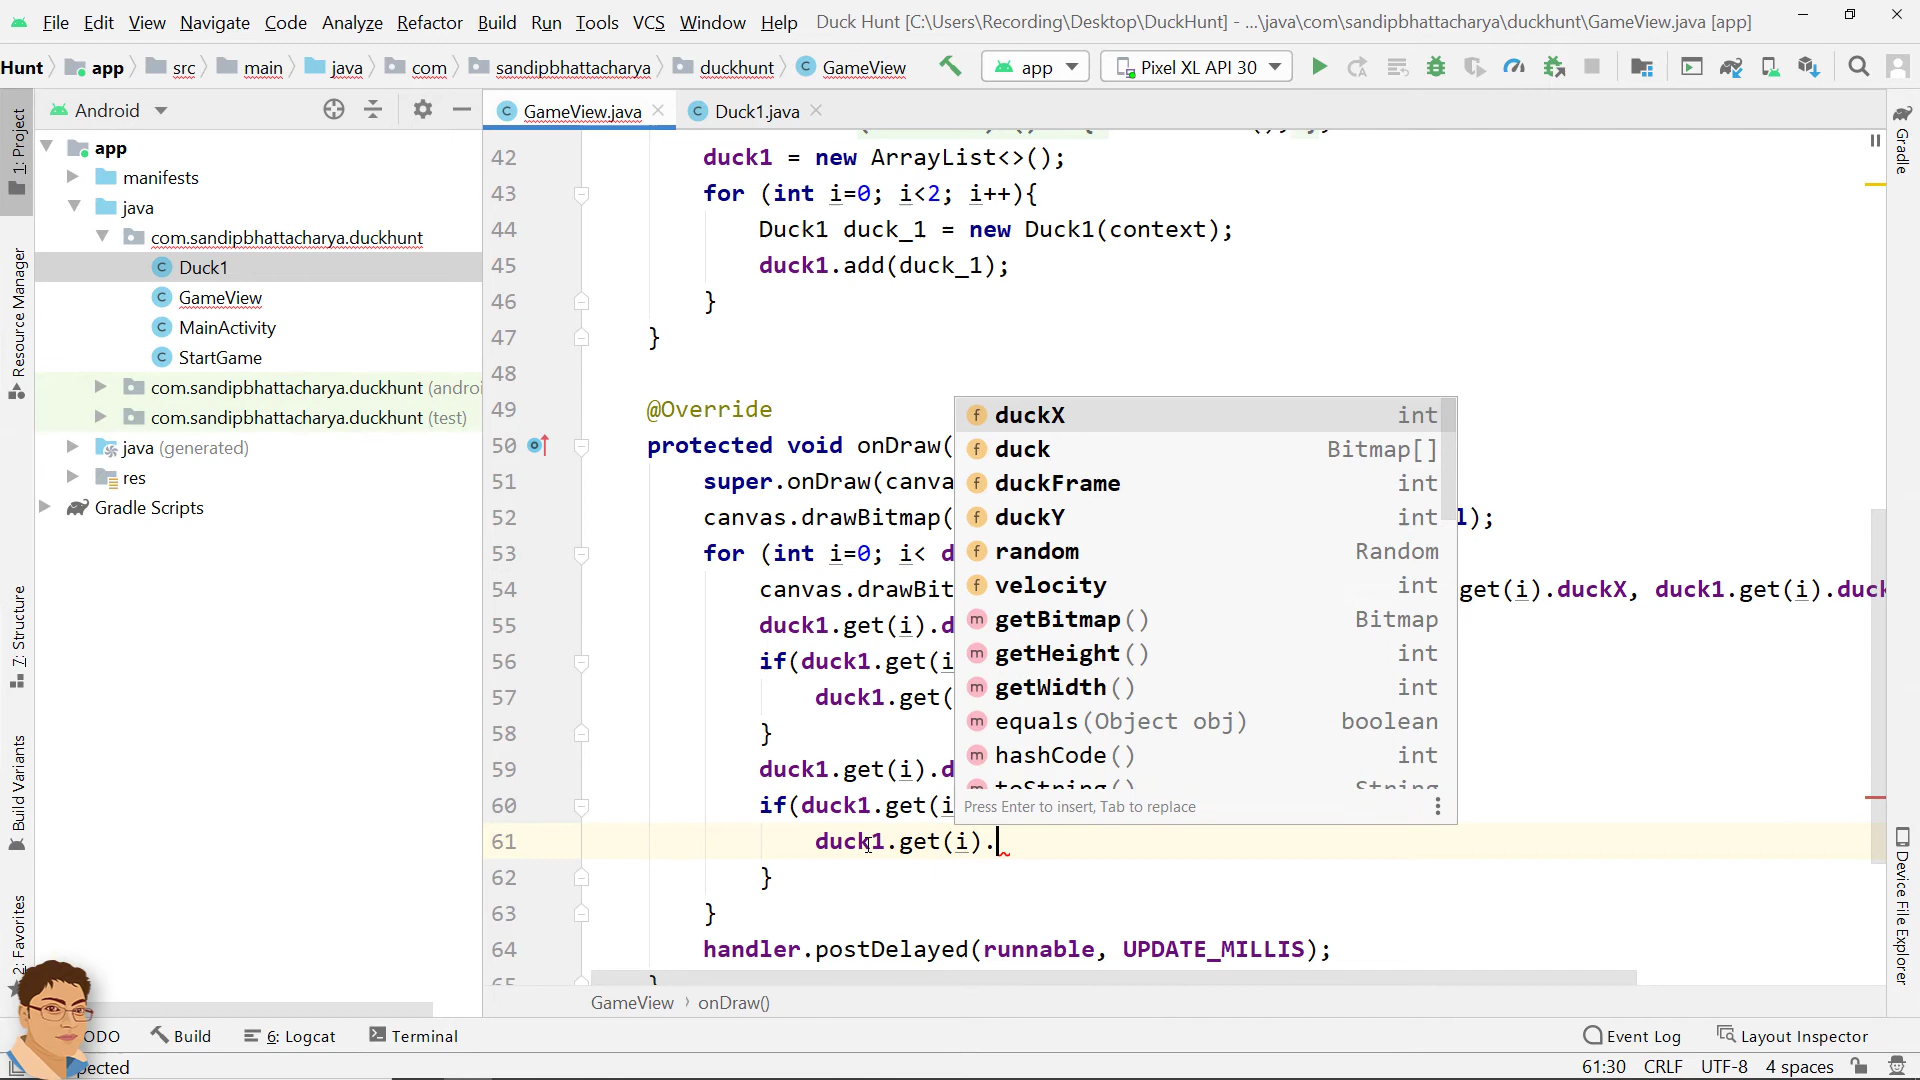 File Edit View Navigate Code Analyze Refactor Build Run Tools VCS Window Help Duck Hunt [C:\Users\Recording\Desktop\DuckHunt] - ...\java\com\sandipbhattacharya\duckhunt\GameView.java [app]
Hunt app src main java com sandipbhattacharya duckhunt GameView app Pixel XL API 30
Android
GameView.java Duck1.java
1: Project
Resource Manager
7: Structure
Build Variants
2: Favorites
app
manifests
java
com.sandipbhattacharya.duckhunt
Duck1
GameView
MainActivity
StartGame
com.sandipbhattacharya.duckhunt (androi
com.sandipbhattacharya.duckhunt (test)
java (generated)
res
Gradle Scripts
42 duck1 = new ArrayList<>();
43 for (int i=0; i<2; i++){
44 Duck1 duck_1 = new Duck1(context);
45 duck1.add(duck_1);
46 }
47 }
48
49 @Override
50 protected void onDraw(
51 super.onDraw(canva
52 canvas.drawBitmap( l);
53 for (int i=0; i< d
54 canvas.drawBit get(i).duckX, duck1.get(i).duck
55 duck1.get(i).d
56 if(duck1.get(i
57 duck1.get(
58 }
59 duck1.get(i).d
60 if(duck1.get(i
61 duck1.get(i).
62 }
63 }
64 handler.postDelayed(runnable, UPDATE_MILLIS);
65 }
duckX int
duck Bitmap[]
duckFrame int
duckY int
random Random
velocity int
getBitmap() Bitmap
getHeight() int
getWidth() int
equals(Object obj) boolean
hashCode() int
toString() String
Press Enter to insert, Tab to replace
GameView onDraw()
Gradle
Device File Explorer
ODO Build 6: Logcat Terminal Event Log Layout Inspector
pected 61:30 CRLF UTF-8 4 spaces